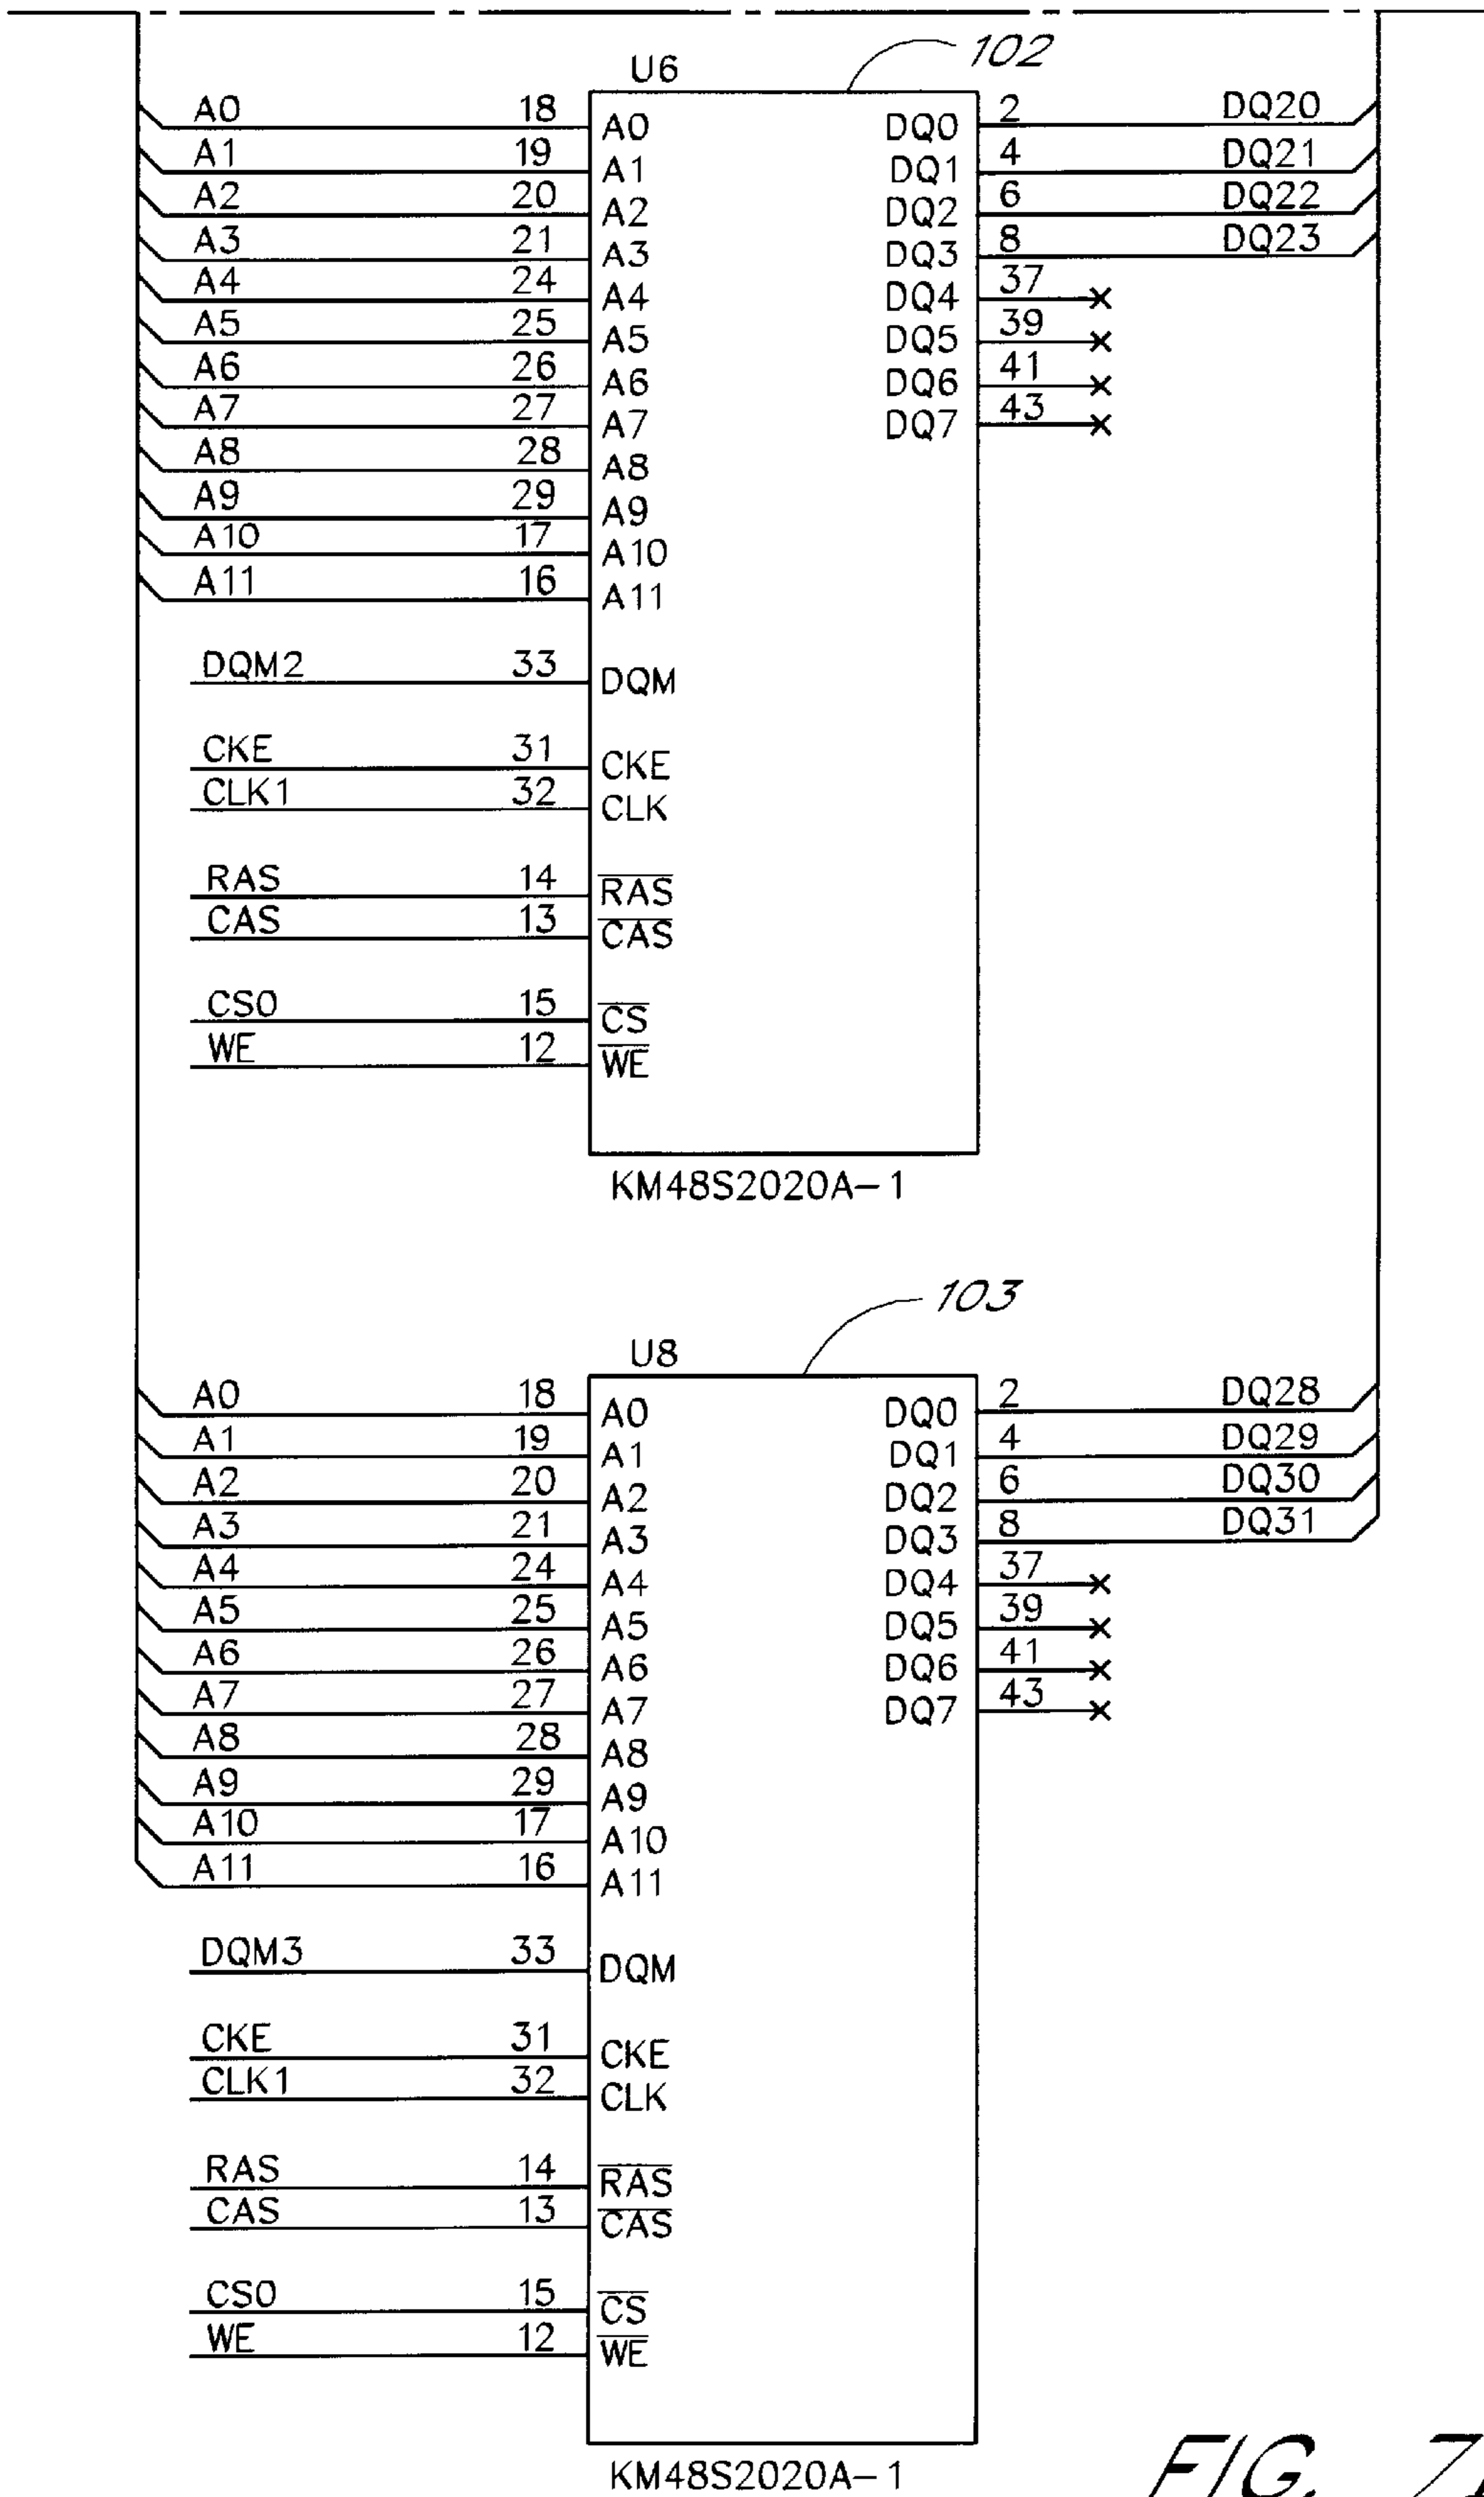 102
U6
A0 18 A0 DQ0 2 DQ20
A1 19 A1 DQ1 4 DQ21
A2 20 A2 DQ2 6 DQ22
A3 21 A3 DQ3 8 DQ23
A4 24 A4 DQ4 37
A5 25 A5 DQ5 39
A6 26 A6 DQ6 41
A7 27 A7 DQ7 43
A8 28 A8
A9 29 A9
A10 17 A10
A11 16 A11
DQM2 33 DQM
CKE 31 CKE
CLK1 32 CLK
RAS 14 RAS
CAS 13 CAS
CS0 15 CS
WE 12 WE
KM48S2020A-1
103
U8
A0 18 A0 DQ0 2 DQ28
A1 19 A1 DQ1 4 DQ29
A2 20 A2 DQ2 6 DQ30
A3 21 A3 DQ3 8 DQ31
A4 24 A4 DQ4 37
A5 25 A5 DQ5 39
A6 26 A6 DQ6 41
A7 27 A7 DQ7 43
A8 28 A8
A9 29 A9
A10 17 A10
A11 16 A11
DQM3 33 DQM
CKE 31 CKE
CLK1 32 CLK
RAS 14 RAS
CAS 13 CAS
CS0 15 CS
WE 12 WE
KM48S2020A-1
FIG.